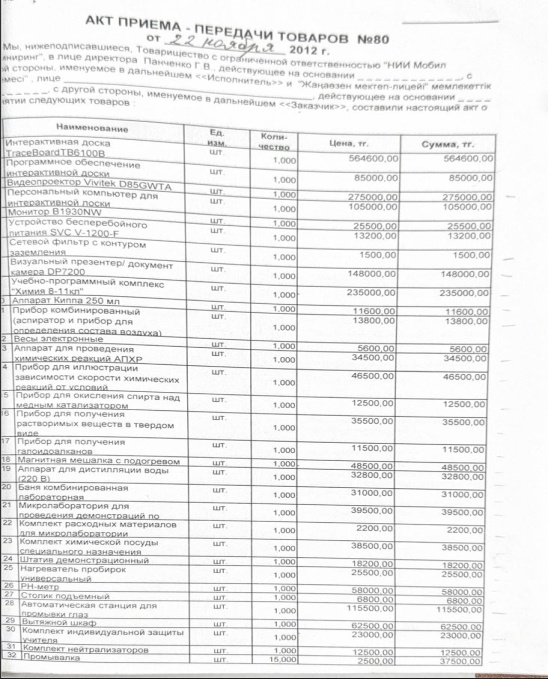 АКТ ПРИЕМА - ПЕРЕДАЧИ ТОВАРОВ №80
от 22 ноября 2012 г.
Мы, нижеподписавшиеся, Товарищество с ограниченной ответственностью "НИИ Мобил
ниринг", в лице директора Панченко Г.В., действующее на основании _ _ _ _ _ _ _, с
й стороны, именуемое в дальнейшем <<Исполнитель>> и "Жаңаөзен мектеп-лицейі" мемлекеттік
месі", лице , действующее на основании _ _ _ _
_ _ _ _ _ _, с другой стороны, именуемое в дальнейшем <<Заказчик>>, составили настоящий акт о
ятии следующих товаров :
Наименование Ед. изм. Коли-чество Цена, тг. Сумма, тг.
Интерактивная доска TraceBoardTB6100B шт. 1,000 564600,00 564600,00
Программное обеспечение интерактивной доски шт. 1,000 85000,00 85000,00
Видеопроектор Vivitek D85GWTA шт. 1,000 275000,00 275000,00
Персональный компьютер для интерактивной доски шт. 1,000 105000,00 105000,00
Монитор B1930NW шт. 1,000 25500,00 25500,00
Устройство бесперебойного питания SVC V-1200-F шт. 1,000 13200,00 13200,00
Сетевой фильтр с контуром заземления шт. 1,000 1500,00 1500,00
Визуальный презентер/ документ камера DP7200 шт. 1,000 148000,00 148000,00
Учебно-программный комплекс "Химия 8-11кл" шт. 1,000 235000,00 235000,00
0 Аппарат Киппа 250 мл шт. 1,000 11600,00 11600,00
1 Прибор комбинированный (аспиратор и прибор для определения состава воздуха) шт. 1,000 13800,00 13800,00
2 Весы электронные шт. 1,000 5600,00 5600,00
3 Аппарат для проведения химических реакций АПХР шт. 1,000 34500,00 34500,00
4 Прибор для иллюстрации зависимости скорости химических реакций от условий шт. 1,000 46500,00 46500,00
5 Прибор для окисления спирта над медным катализатором шт. 1,000 12500,00 12500,00
16 Прибор для получения растворимых веществ в твердом виде шт. 1,000 35500,00 35500,00
17 Прибор для получения галоидоалканов шт. 1,000 11500,00 11500,00
18 Магнитная мешалка с подогревом шт. 1,000 48500,00 48500,00
19 Аппарат для дистилляции воды (220 В) шт. 1,000 32800,00 32800,00
20 Баня комбинированная лабораторная шт. 1,000 31000,00 31000,00
21 Микролаборатория для проведения демонстраций по шт. 1,000 39500,00 39500,00
22 Комплект расходных материалов для микролаборатории шт. 1,000 2200,00 2200,00
23 Комплект химической посуды специального назначения шт. 1,000 38500,00 38500,00
24 Штатив демонстрационный шт. 1,000 18200,00 18200,00
25 Нагреватель пробирок универсальный шт. 1,000 25500,00 25500,00
26 РН-метр шт. 1,000 58000,00 58000,00
27 Столик подъемный шт. 1,000 6800,00 6800,00
28 Автоматическая станция для промывки глаз шт. 1,000 115500,00 115500,00
29 Вытяжной шкаф шт. 1,000 62500,00 62500,00
30 Комплект индивидуальной защиты учителя шт. 1,000 23000,00 23000,00
31 Комплект нейтрализаторов шт. 1,000 12500,00 12500,00
32 Промывалка шт. 15,000 2500,00 37500,00